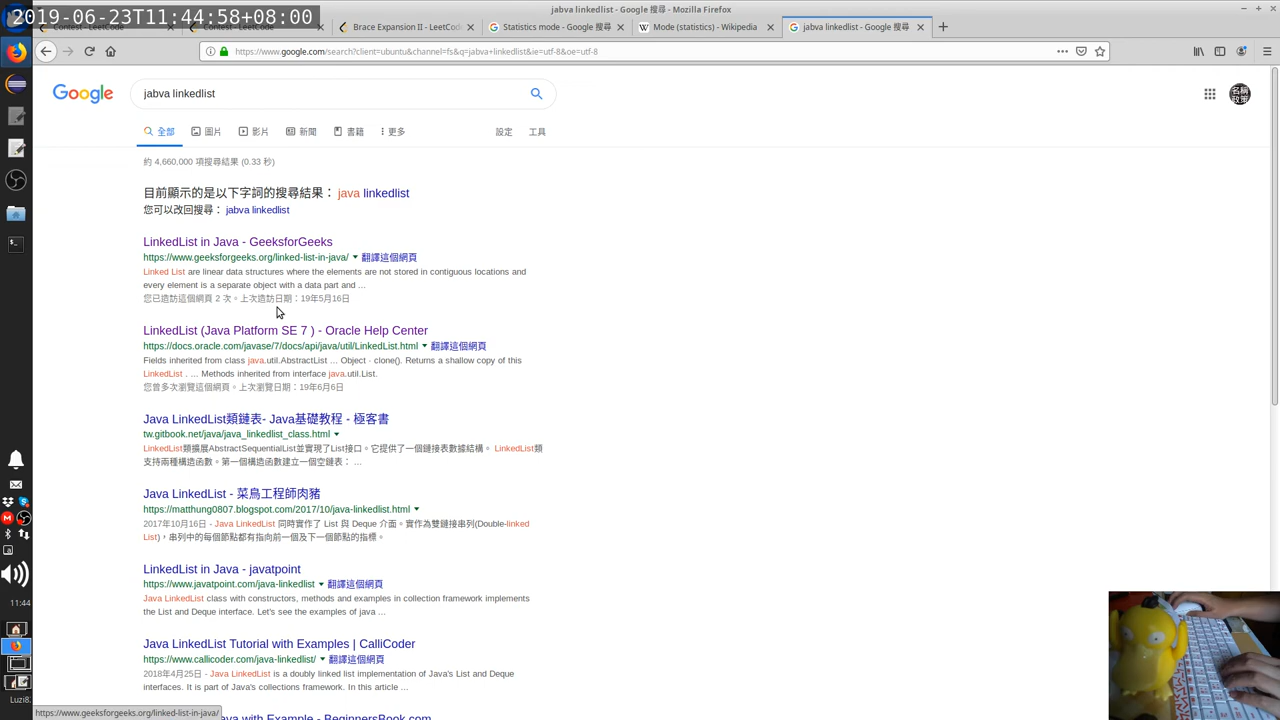 java linkedlist - Google 搜尋 - Mozilla Firefox
2019-06-23T11:44:58+08:00
Contest - LeetCode
Contest - LeetCode
Brace Expansion II - LeetCod
Statistics mode - Google 搜尋
Mode (statistics) - Wikipedia
java linkedlist - Google 搜尋
https://www.google.com/search?client=ubuntu&channel=fs&q=jabva+linkedlist&ie=utf-8&oe=utf-8
Google
jabva linkedlist
全部 圖片 影片 新聞 書籍 更多 設定 工具
約 4,660,000 項搜尋結果 (0.33 秒)
目前顯示的是以下字詞的搜尋結果: java linkedlist
您可以改回搜尋: jabva linkedlist
LinkedList in Java - GeeksforGeeks
https://www.geeksforgeeks.org/linked-list-in-java/ 翻譯這個網頁
Linked List are linear data structures where the elements are not stored in contiguous locations and
every element is a separate object with a data part and ...
您已造訪這個網頁 2 次。上次造訪日期:19年5月16日
LinkedList (Java Platform SE 7 ) - Oracle Help Center
https://docs.oracle.com/javase/7/docs/api/java/util/LinkedList.html 翻譯這個網頁
Fields inherited from class java.util.AbstractList ... Object · clone(). Returns a shallow copy of this
LinkedList . ... Methods inherited from interface java.util.List.
您曾多次瀏覽這個網頁。上次瀏覽日期:19年6月6日
Java LinkedList類鏈表- Java基礎教程 - 極客書
tw.gitbook.net/java/java_linkedlist_class.html
LinkedList類擴展AbstractSequentialList並實現了List接口。它提供了一個鏈接表數據結構。 LinkedList類
支持兩種構造函數。第一個構造函數建立一個空鏈表: ...
Java LinkedList - 菜鳥工程師肉豬
https://matthung0807.blogspot.com/2017/10/java-linkedlist.html
2017年10月16日 - Java LinkedList 同時實作了 List 與 Deque 介面。實作為雙鏈接串列(Double-linked
List),串列中的每個節點都有指向前一個及下一個節點的指標。
LinkedList in Java - javatpoint
https://www.javatpoint.com/java-linkedlist 翻譯這個網頁
Java LinkedList class with constructors, methods and examples in collection framework implements
the List and Deque interface. Let's see the examples of java ...
Java LinkedList Tutorial with Examples | CalliCoder
https://www.callicoder.com/java-linkedlist/ 翻譯這個網頁
2018年4月25日 - Java LinkedList is a doubly linked list implementation of Java's List and Deque
interfaces. It is part of Java's collections framework. In this article ...
ava with Example - BeginnersBook.com
https://www.geeksforgeeks.org/linked-list-in-java/
11:44
Luzi8